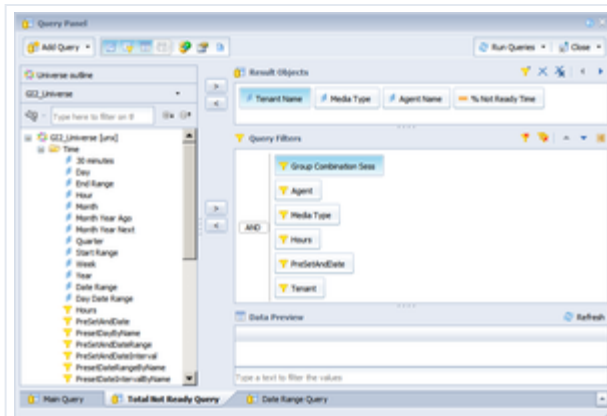 Query Panel
Add Query
Run Queries
Close
Universe outline
GI2_Universe
Type here to filter on it
GI2_Universe [unx]
Time
30 minutes
Day
End Range
Hour
Month
Month Year Ago
Month Year Next
Quarter
Start Range
Week
Year
Date Range
Day Date Range
Hours
PreSetAndDate
PresetDayByName
PreSetAndDateRange
PreSetAndDateInterval
PresetDateRangeByName
PresetDateIntervalByName
Result Objects
Tenant Name
Media Type
Agent Name
% Not Ready Time
Query Filters
AND
Group Combination Sess
Agent
Media Type
Hours
PreSetAndDate
Tenant
Data Preview
Refresh
Type a text to filter the values
Main Query
Total Not Ready Query
Date Range Query